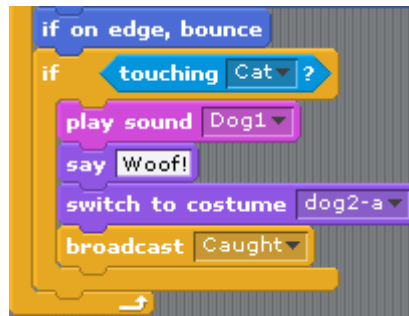 if on edge, bounce
if touching Cat ?
play sound Dog1
say Woof!
switch to costume dog2-a
broadcast Caught